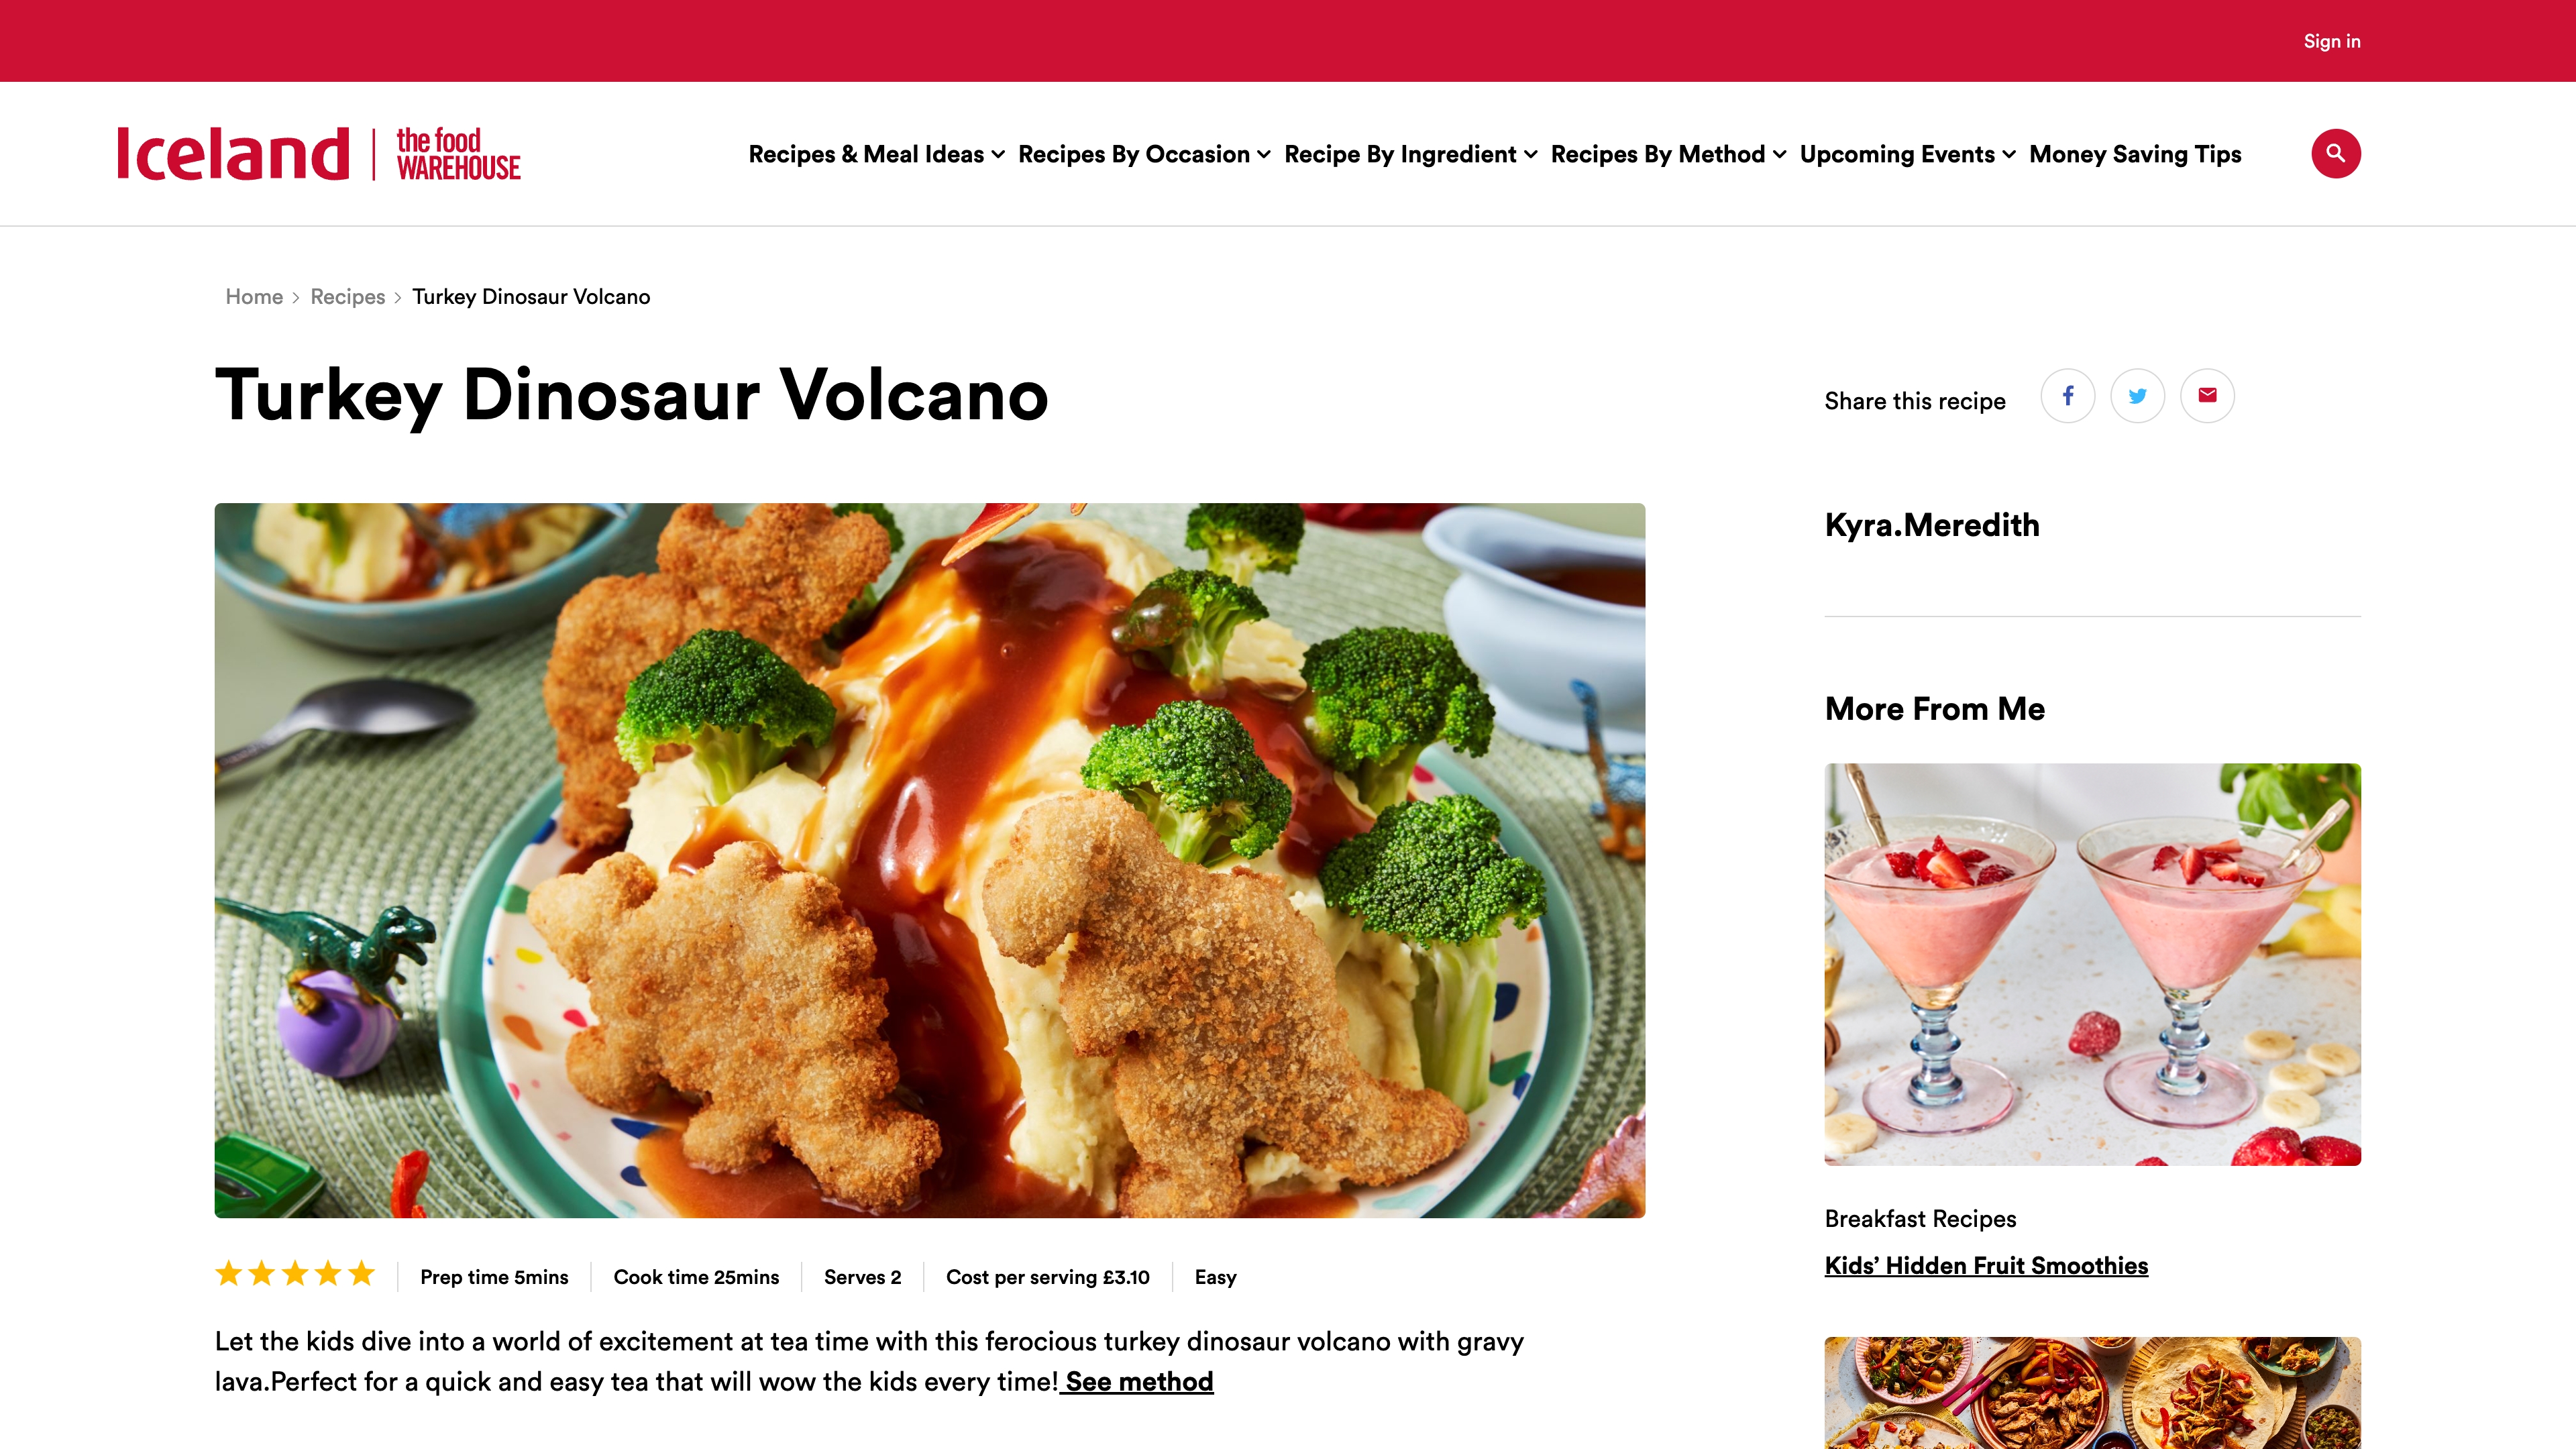 Sign in
Iceland
the food
WAREHOUSE
Recipes & Meal Ideas
Recipes By Occasion
Recipe By Ingredient
Recipes By Method
Upcoming Events
Money Saving Tips
Home > Recipes > Turkey Dinosaur Volcano
Turkey Dinosaur Volcano
Share this recipe
Prep time 5mins
Cook time 25mins
Serves 2
Cost per serving £3.10
Easy
Let the kids dive into a world of excitement at tea time with this ferocious turkey dinosaur volcano with gravy
lava.Perfect for a quick and easy tea that will wow the kids every time! See method
Kyra.Meredith
More From Me
Breakfast Recipes
Kids’ Hidden Fruit Smoothies